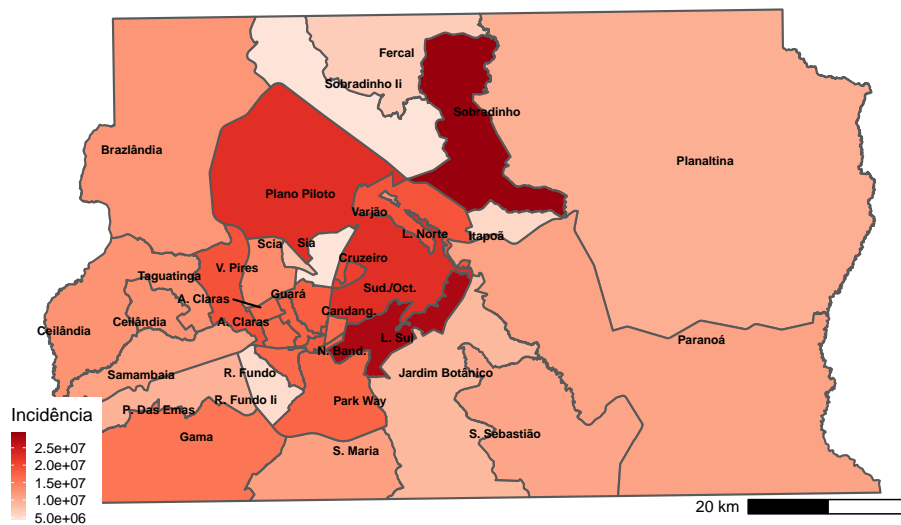 Fercal
Sobradinho Ii
Sobradinho
Brazlândia
Planaltina
Plano Piloto
Varjão
L. Norte
Itapoã
Scia
Sia
Cruzeiro
V. Pires
Taguatinga
Sud./Oct.
Guará
A. Claras
Candang.
Ceilândia
Ceilândia
A. Claras
L. Sul
Paranoá
N. Band.
Samambaia
R. Fundo
Jardim Botânico
R. Fundo Ii
Park Way
P. Das Emas
Gama
S. Sebastião
S. Maria
Incidência
2.5e+07
2.0e+07
1.5e+07
1.0e+07
5.0e+06
20 km